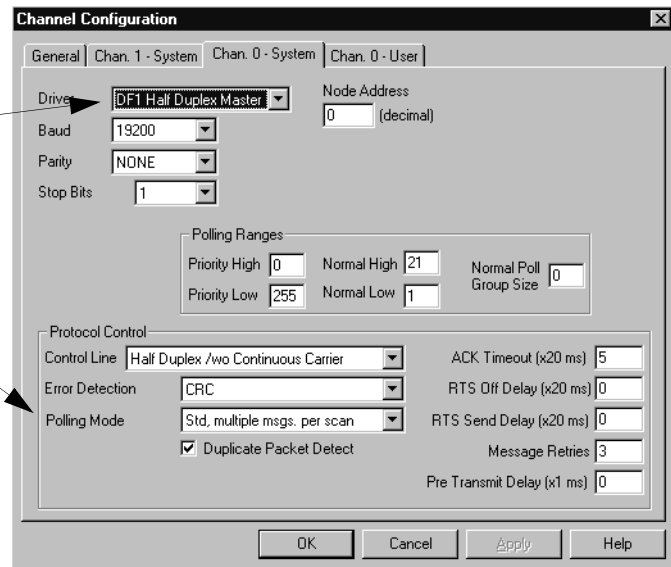 Channel Configuration
General Chan. 1 - System Chan. 0 - System Chan. 0 - User
Driver DF1 Half Duplex Master Node Address
0 (decimal)
Baud 19200
Parity NONE
Stop Bits 1
Polling Ranges
Priority High 0 Normal High 21 Normal Poll
Group Size 0
Priority Low 255 Normal Low 1
Protocol Control
Control Line Half Duplex /wo Continuous Carrier ACK Timeout (x20 ms) 5
Error Detection CRC RTS Off Delay (x20 ms) 0
Polling Mode Std, multiple msgs. per scan RTS Send Delay (x20 ms) 0
Duplicate Packet Detect Message Retries 3
Pre Transmit Delay (x1 ms) 0
OK Cancel Apply Help